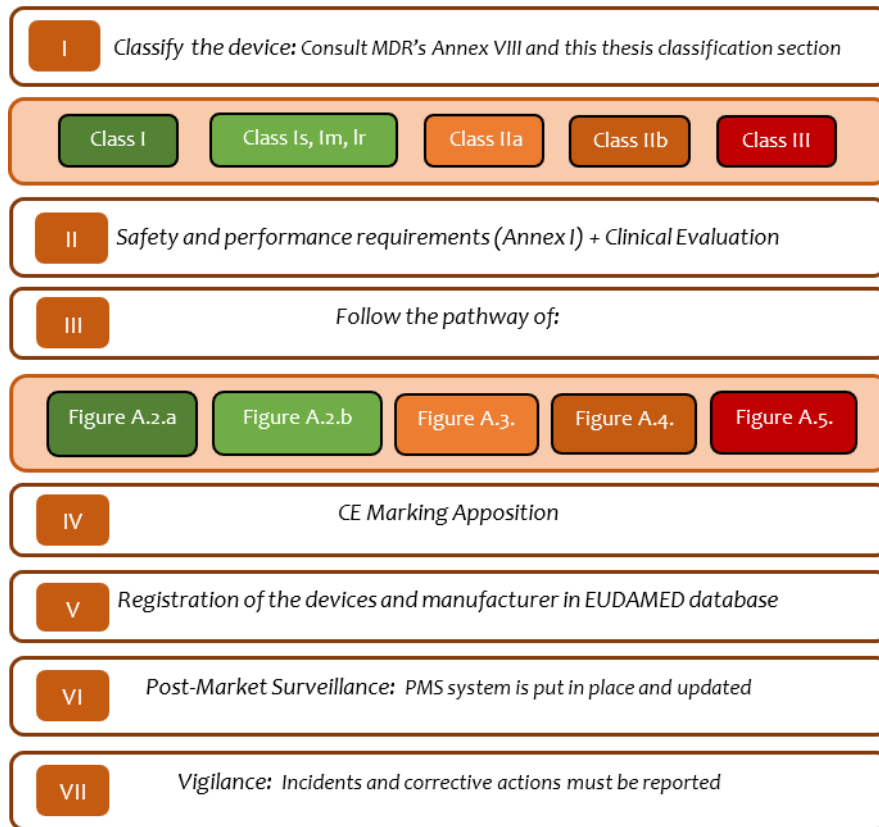 I
Classify the device: Consult MDR's Annex VIII and this thesis classification section
Class I
Class Is, Im, Ir
Class IIa
Class IIb
Class III
II
Safety and performance requirements (Annex I) + Clinical Evaluation
III
Follow the pathway of:
Figure A.2.a
Figure A.2.b
Figure A.3.
Figure A.4.
Figure A.5.
IV
CE Marking Apposition
V
Registration of the devices and manufacturer in EUDAMED database
VI
Post-Market Surveillance: PMS system is put in place and updated
VII
Vigilance: Incidents and corrective actions must be reported